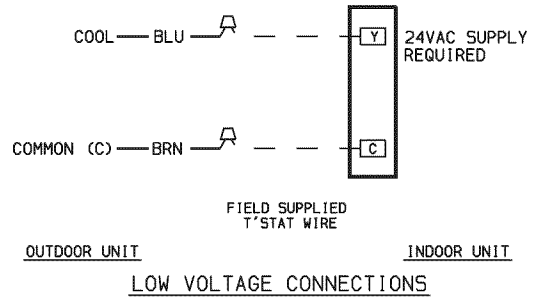 COOL BLU Y 24VAC SUPPLY
REQUIRED
COMMON (C) BRN C
FIELD SUPPLIED
T'STAT WIRE
OUTDOOR UNIT INDOOR UNIT
LOW VOLTAGE CONNECTIONS